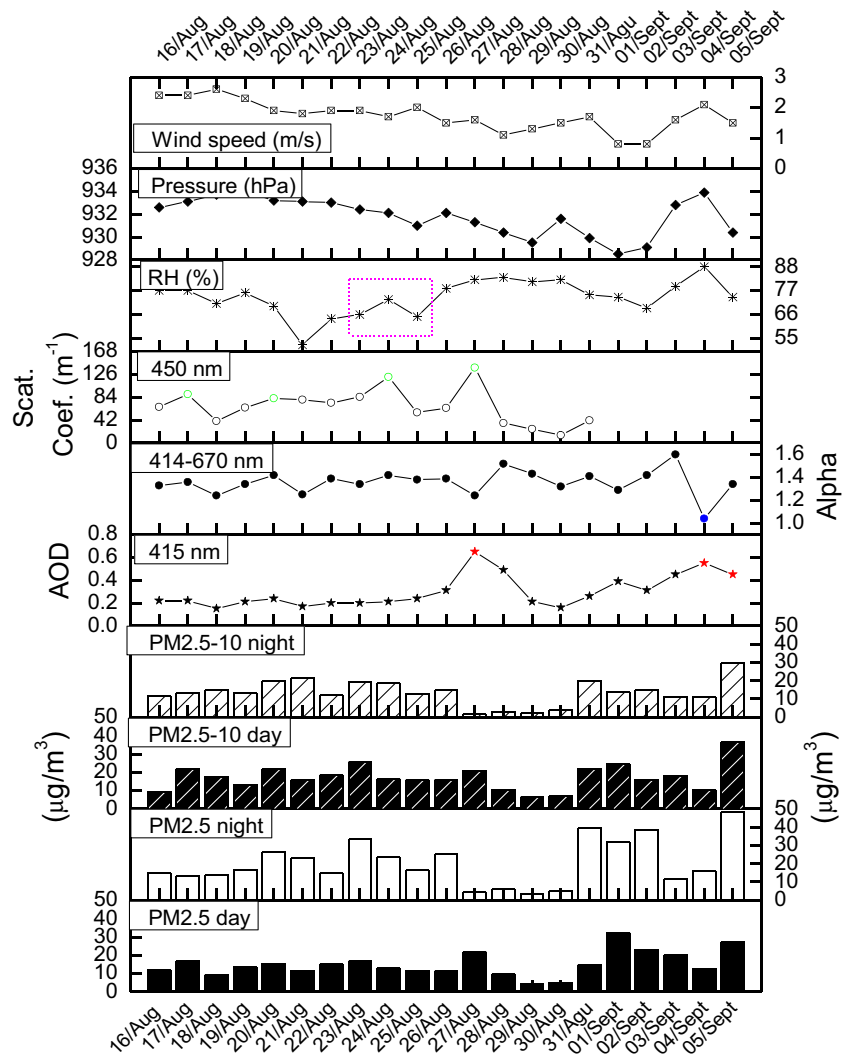 16/Aug 17/Aug 18/Aug 19/Aug 20/Aug 21/Aug 22/Aug 23/Aug 24/Aug 25/Aug 26/Aug 27/Aug 28/Aug 29/Aug 30/Aug 31/Agu 01/Sept 02/Sept 03/Sept 04/Sept 05/Sept
3
2
1
0
Wind speed (m/s)
936
934
932
930
928
Pressure (hPa)
88
77
66
55
RH (%)
168
126
84
42
0
Scat.
Coef. (m-1)
450 nm
1.6
1.4
1.2
1.0
Alpha
414-670 nm
0.8
0.6
0.4
0.2
0.0
AOD
415 nm
50
40
30
20
10
0
PM2.5-10 night
50
40
30
20
10
0
PM2.5-10 day
(µg/m3)
(µg/m3)
50
40
30
20
10
0
PM2.5 night
50
40
30
20
10
0
PM2.5 day
16/Aug 17/Aug 18/Aug 19/Aug 20/Aug 21/Aug 22/Aug 23/Aug 24/Aug 25/Aug 26/Aug 27/Aug 28/Aug 29/Aug 30/Aug 31/Agu 01/Sept 02/Sept 03/Sept 04/Sept 05/Sept